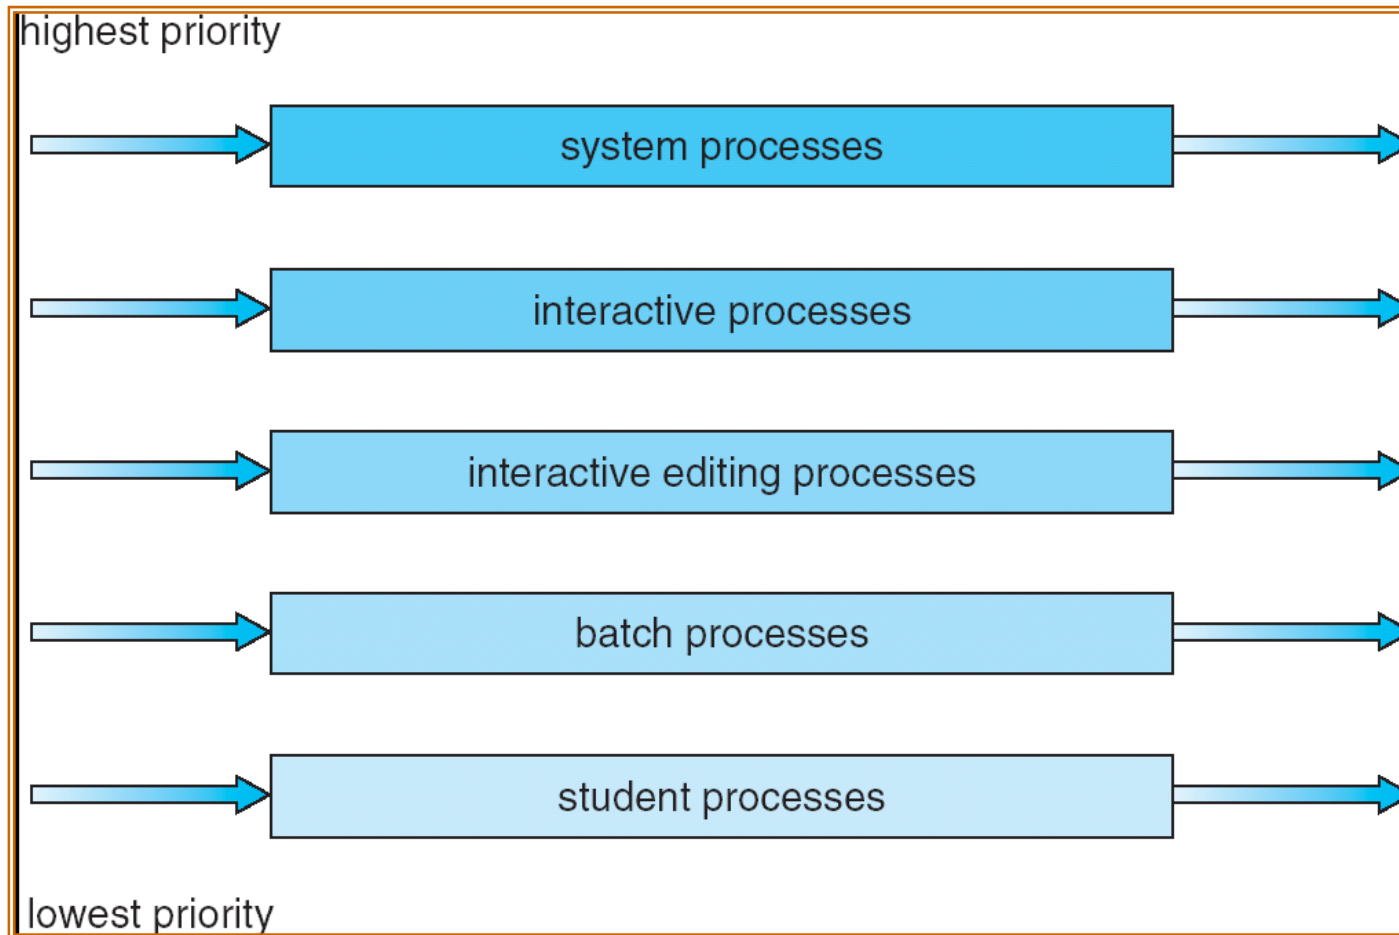 highest priority
system processes
interactive processes
interactive editing processes
batch processes
student processes
lowest priority